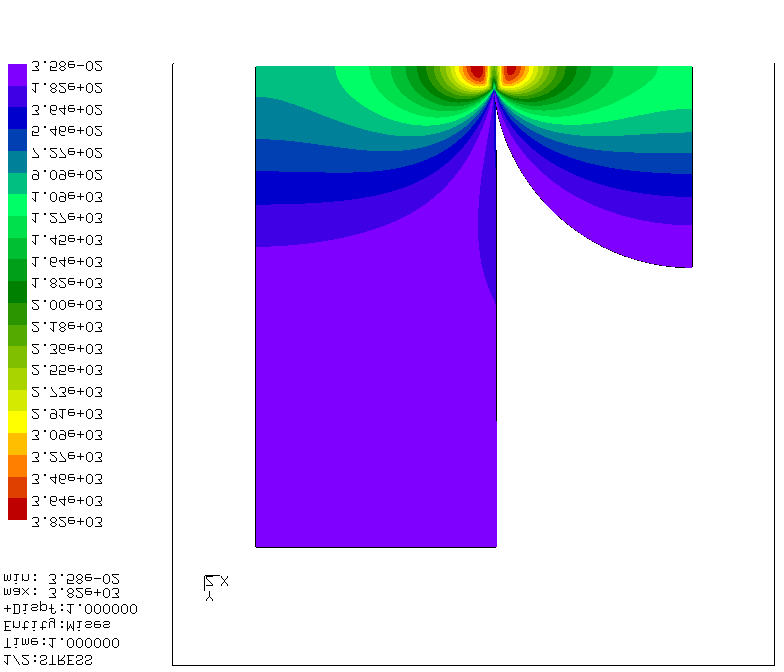 1/2:STRESS
Time:1.000000
Entity:Mises
+DispF:1.000000
max: 3.82e+03
min: 3.58e-02
Y
Z X
3.82e+03
3.64e+03
3.46e+03
3.27e+03
3.09e+03
2.91e+03
2.73e+03
2.55e+03
2.36e+03
2.18e+03
2.00e+03
1.82e+03
1.64e+03
1.45e+03
1.27e+03
1.09e+03
9.09e+02
7.27e+02
5.46e+02
3.64e+02
1.82e+02
3.58e-02